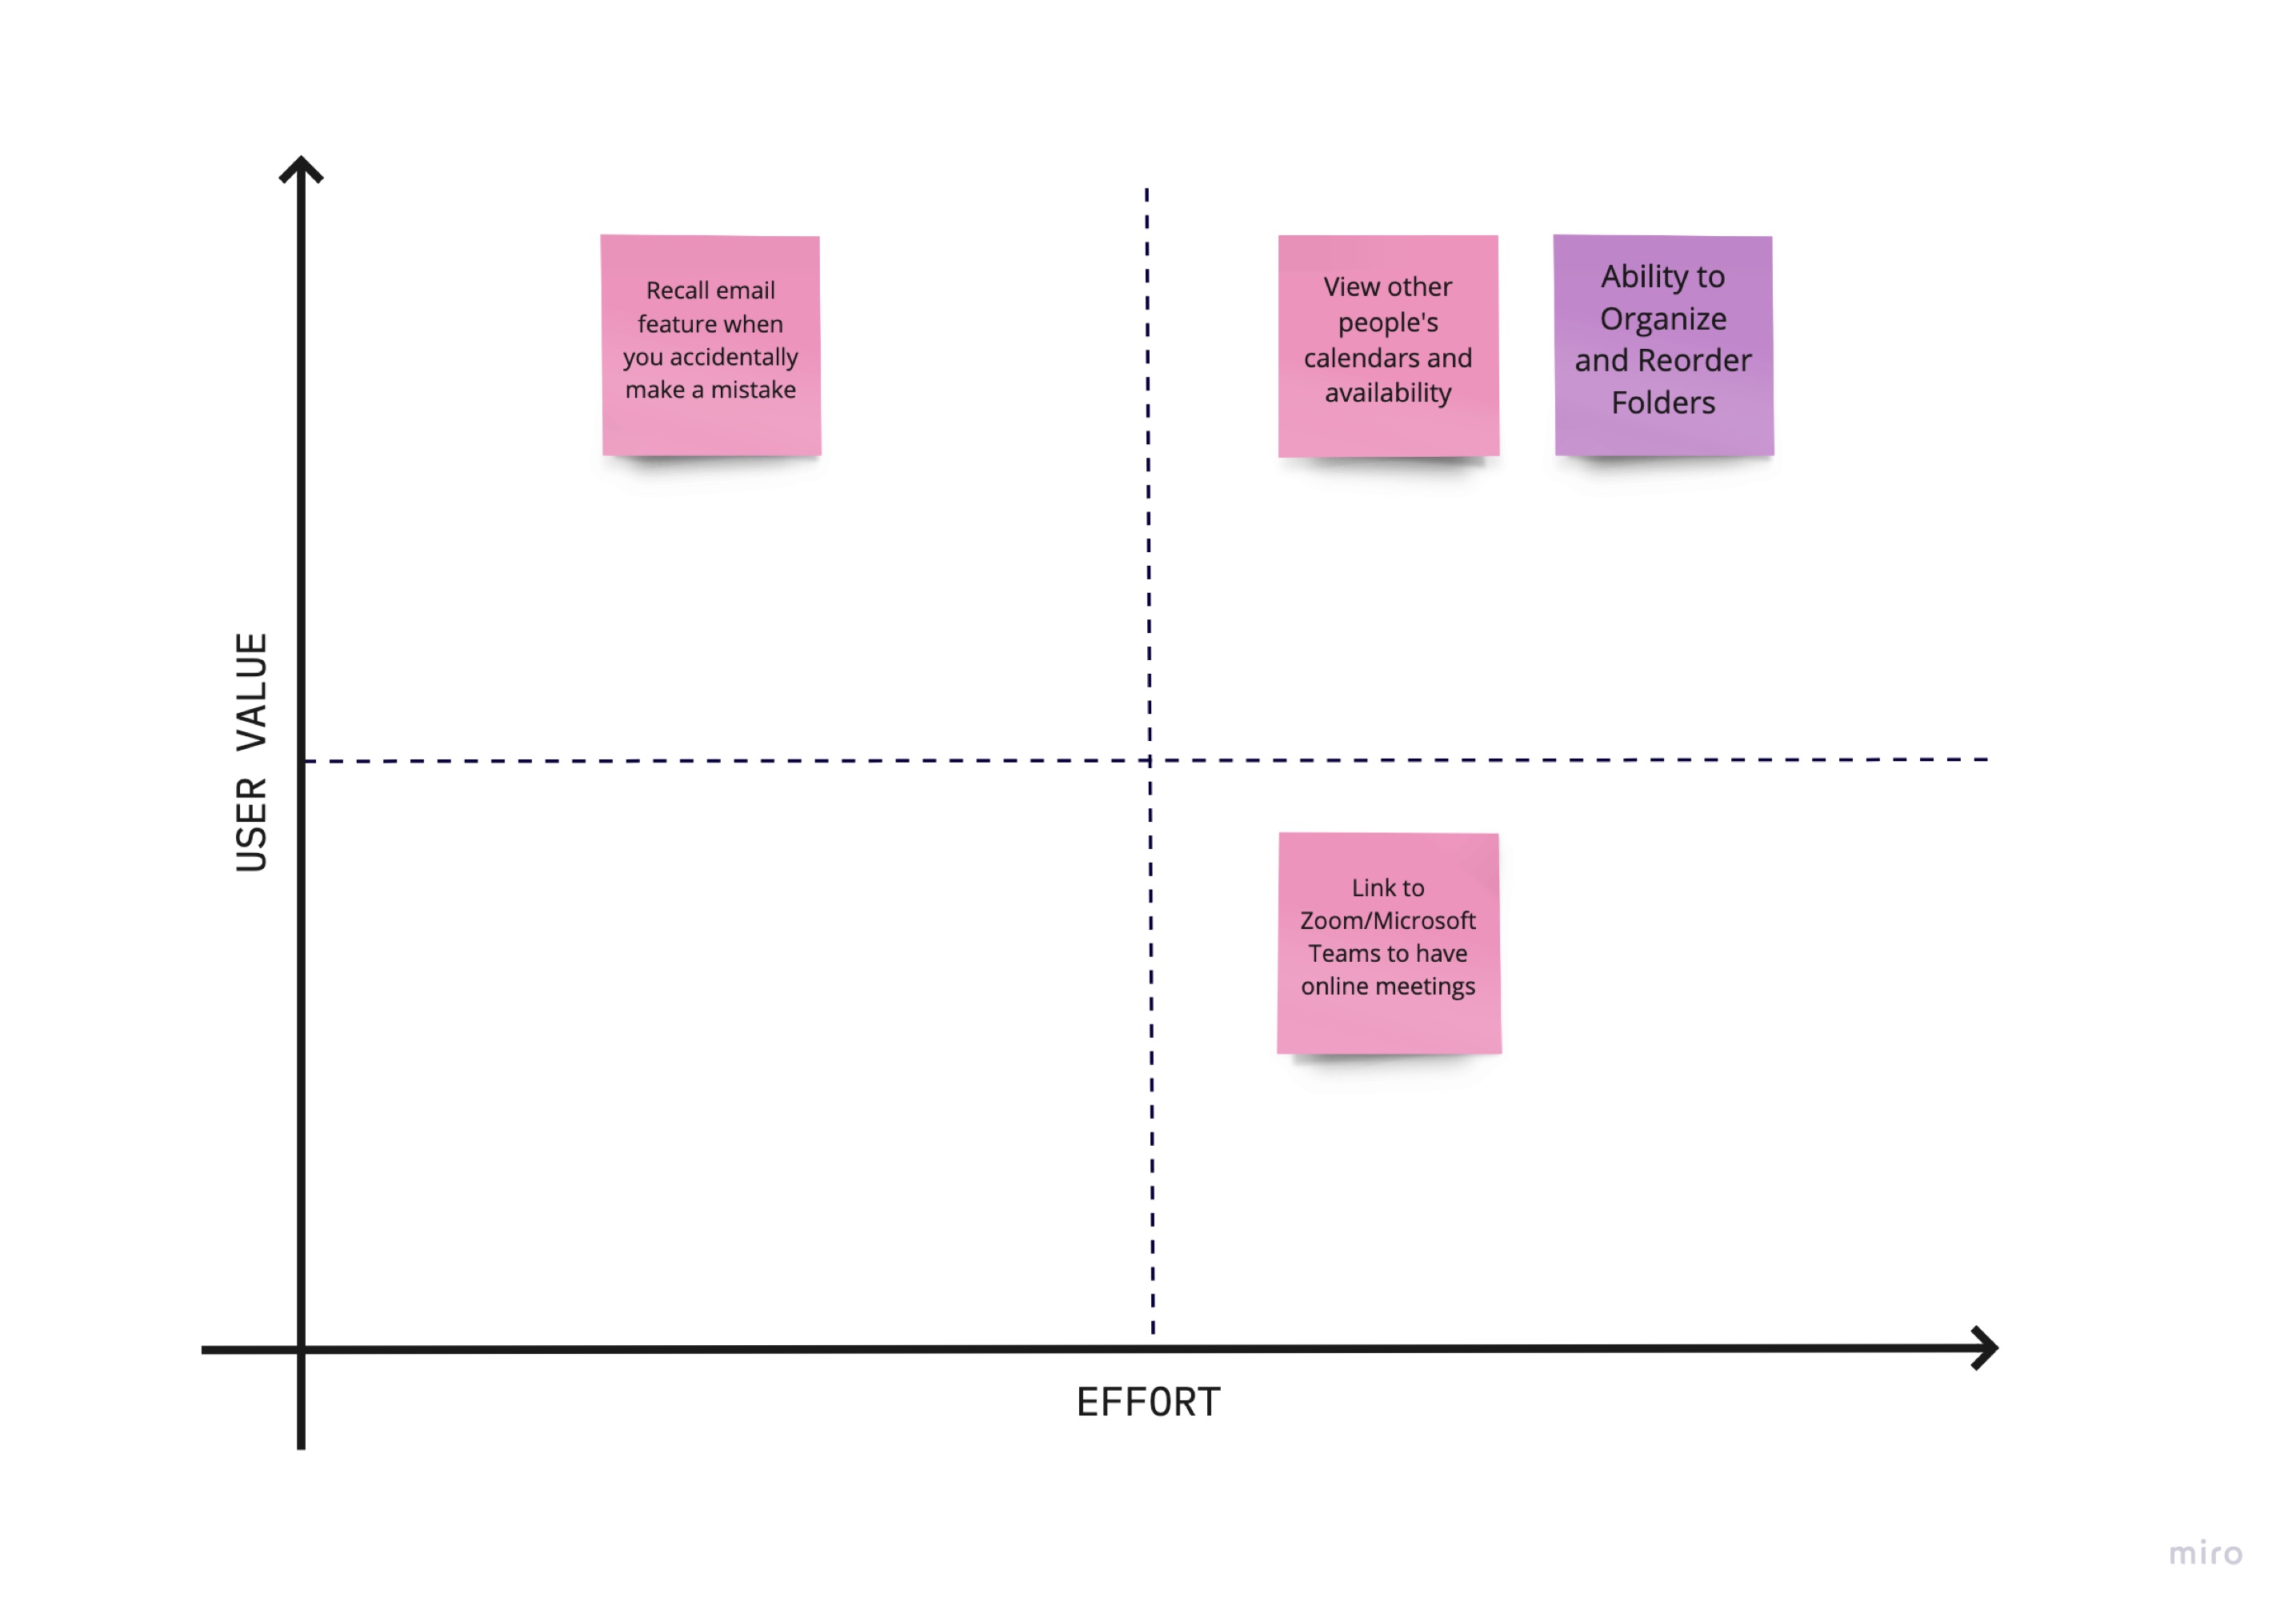 Recall email
feature when
you accidentally
make a mistake
View other
people's
calendars and
availability
Ability to
Organize
and Reorder
Folders
USER VALUE
Link to
Zoom/Microsoft
Teams to have
online meetings
EFFORT
miro